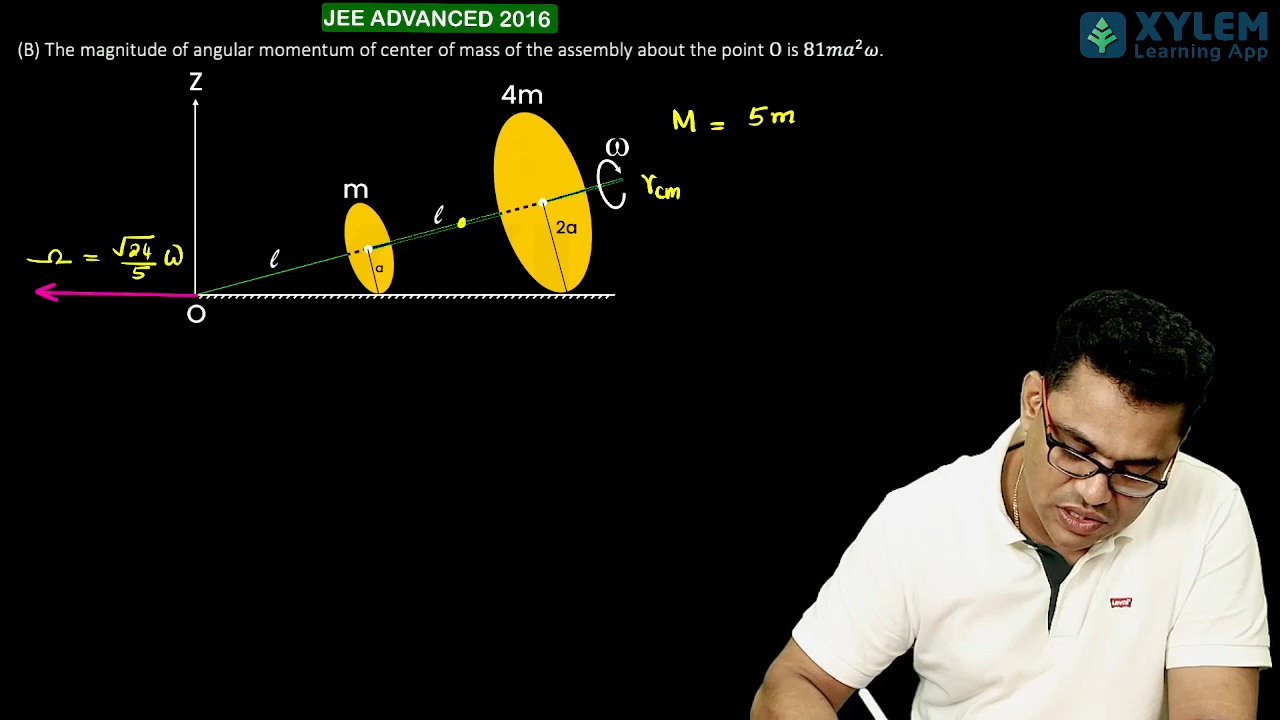 JEE ADVANCED 2016
XYLEM
Learning App
(B) The magnitude of angular momentum of center of mass of the assembly about the point O is 81ma²ω.
Z
4m
M = 5m
ω
m
r_cm
ℓ
2a
Ω = √24/5 ω
ℓ
a
O
Levi's